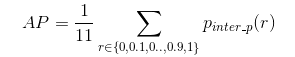 AP = \frac{1}{11} \sum_{r \in \{0,0.1,0..,0.9,1\}} p_{inter\_p}(r)